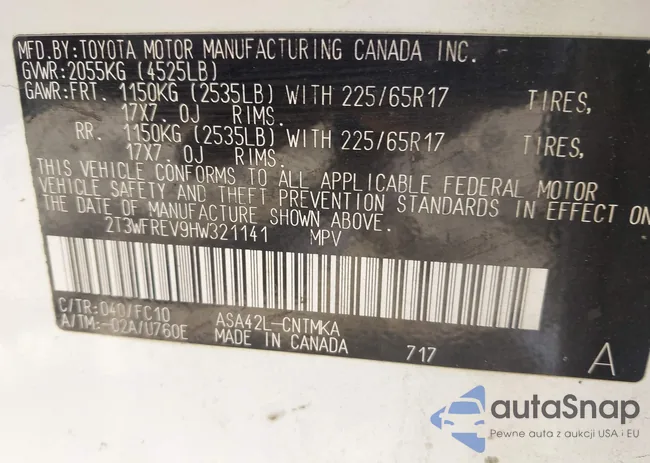 MFD.BY:TOYOTA MOTOR MANUFACTURING CANADA INC.
GVWR:2055KG (4525LB)
GAWR:FRT. 1150KG (2535LB) WITH 225/65R17 TIRES,
17X7.0J RIMS.
RR. 1150KG (2535LB) WITH 225/65R17 TIRES,
17X7.0J RIMS.
THIS VEHICLE CONFORMS TO ALL APPLICABLE FEDERAL MOTOR
VEHICLE SAFETY AND THEFT PREVENTION STANDARDS IN EFFECT ON
THE DATE OF MANUFACTURE SHOWN ABOVE.
2T3WFREV9HW321141 MPV
C/TR:040/FC10 ASA42L-CNTMKA
A/TM:-02A/U760E MADE IN CANADA 717 A
autaSnap
Pewne auta z aukcji USA i EU